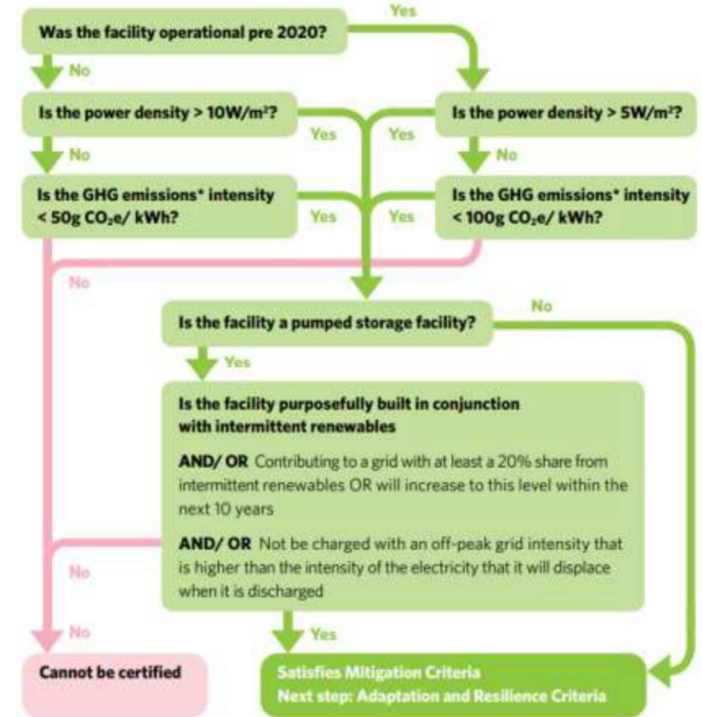 Yes
Was the facility operational pre 2020?
No
Is the power density > 10W/m²?
Yes
Yes
Is the power density > 5W/m²?
No
No
Is the GHG emissions* intensity
< 50g CO₂e/ kWh?
Yes
Yes
Is the GHG emissions* intensity
< 100g CO₂e/ kWh?
No
Is the facility a pumped storage facility?
No
Yes
Is the facility purposefully built in conjunction
with intermittent renewables
AND/ OR Contributing to a grid with at least a 20% share from
intermittent renewables OR will increase to this level within the
next 10 years
AND/ OR Not be charged with an off-peak grid intensity that
is higher than the intensity of the electricity that it will displace
when it is discharged
No
No
Yes
Cannot be certified
Satisfies Mitigation Criteria
Next step: Adaptation and Resilience Criteria